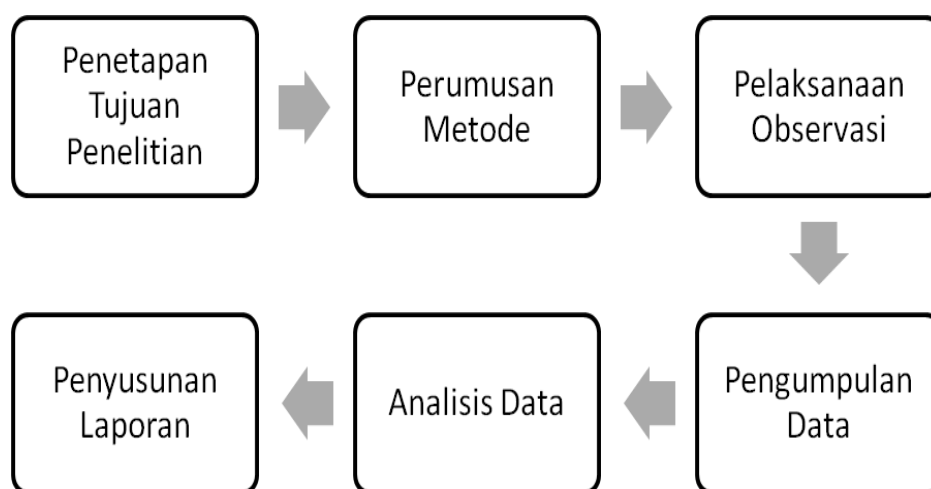 Penetapan
Tujuan
Penelitian
Perumusan
Metode
Pelaksanaan
Observasi
Pengumpulan
Data
Analisis Data
Penyusunan
Laporan